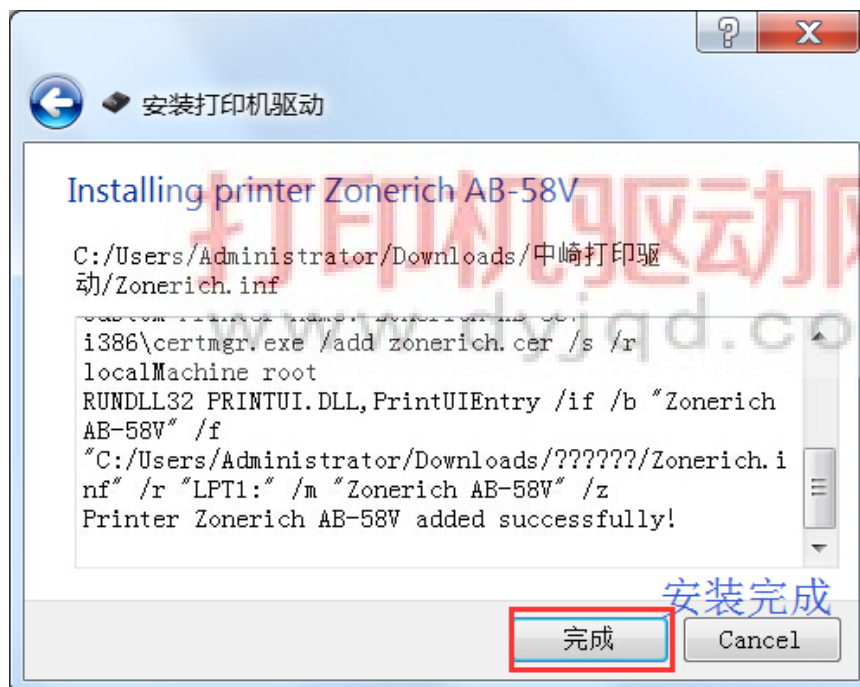 安装打印机驱动
Installing printer Zonerich AB-58V
打印机驱动网
C:/Users/Administrator/Downloads/中崎打印驱
动/Zonerich.inf
www.dyjqd.co
i386\certmgr.exe /add zonerich.cer /s /r
localMachine root
RUNDLL32 PRINTUI.DLL,PrintUIEntry /if /b "Zonerich
AB-58V" /f
"C:/Users/Administrator/Downloads/??????/Zonerich.i
nf" /r "LPT1:" /m "Zonerich AB-58V" /z
Printer Zonerich AB-58V added successfully!
安装完成
完成
Cancel